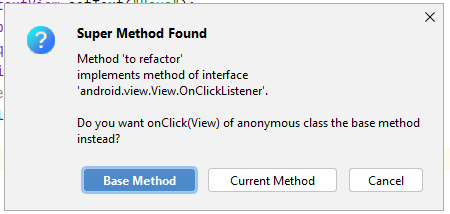 Super Method Found
Method 'to refactor'
implements method of interface
'android.view.View.OnClickListener'.
Do you want onClick(View) of anonymous class the base method
instead?
Base Method
Current Method
Cancel